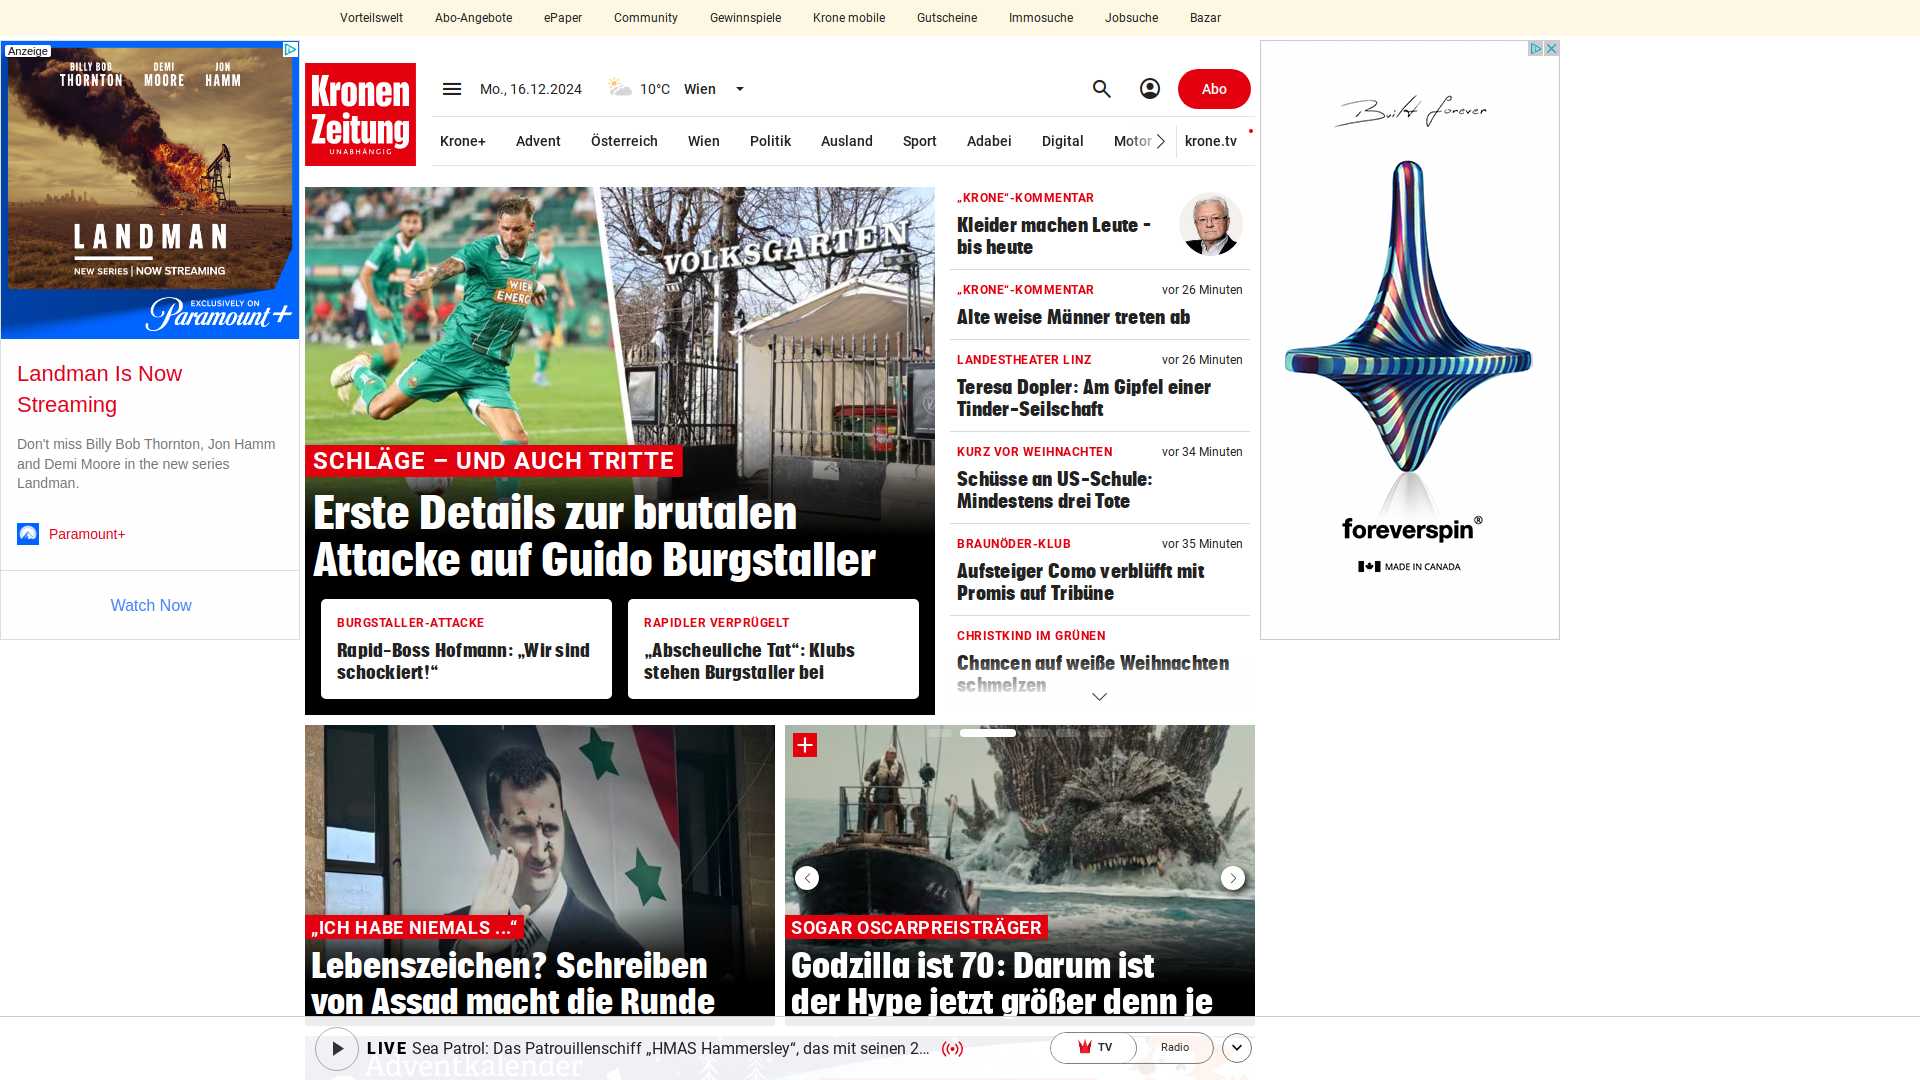 Vorteilswelt Abo-Angebote ePaper Community Gewinnspiele Krone mobile Gutscheine Immosuche Jobsuche Bazar
Anzeige
BILLY BOB THORNTON DEMI MOORE JON HAMM
LANDMAN
NEW SERIES | NOW STREAMING
EXCLUSIVELY ON
Paramount+
Landman Is Now
Streaming
Don't miss Billy Bob Thornton, Jon Hamm
and Demi Moore in the new series
Landman.
Paramount+
Watch Now
Kronen
Zeitung
UNABHÄNGIG
Mo., 16.12.2024 10°C Wien
Abo
Krone+ Advent Österreich Wien Politik Ausland Sport Adabei Digital Motor krone.tv
WIEN
ENERGIE
VOLKSGARTEN
SCHLÄGE – UND AUCH TRITTE
Erste Details zur brutalen
Attacke auf Guido Burgstaller
BURGSTALLER-ATTACKE
Rapid-Boss Hofmann: „Wir sind
schockiert!“
RAPIDLER VERPRÜGELT
„Abscheuliche Tat“: Klubs
stehen Burgstaller bei
„KRONE“-KOMMENTAR
Kleider machen Leute -
bis heute
„KRONE“-KOMMENTAR vor 26 Minuten
Alte weise Männer treten ab
LANDESTHEATER LINZ vor 26 Minuten
Teresa Dopler: Am Gipfel einer
Tinder-Seilschaft
KURZ VOR WEIHNACHTEN vor 34 Minuten
Schüsse an US-Schule:
Mindestens drei Tote
BRAUNÖDER-KLUB vor 35 Minuten
Aufsteiger Como verblüfft mit
Promis auf Tribüne
CHRISTKIND IM GRÜNEN
Chancen auf weiße Weihnachten
schmelzen
Built forever
foreverspin®
MADE IN CANADA
„ICH HABE NIEMALS ...“
Lebenszeichen? Schreiben
von Assad macht die Runde
SOGAR OSCARPREISTRÄGER
Godzilla ist 70: Darum ist
der Hype jetzt größer denn je
LIVE Sea Patrol: Das Patrouillenschiff „HMAS Hammersley“, das mit seinen 2...
TV Radio
Adventkalender